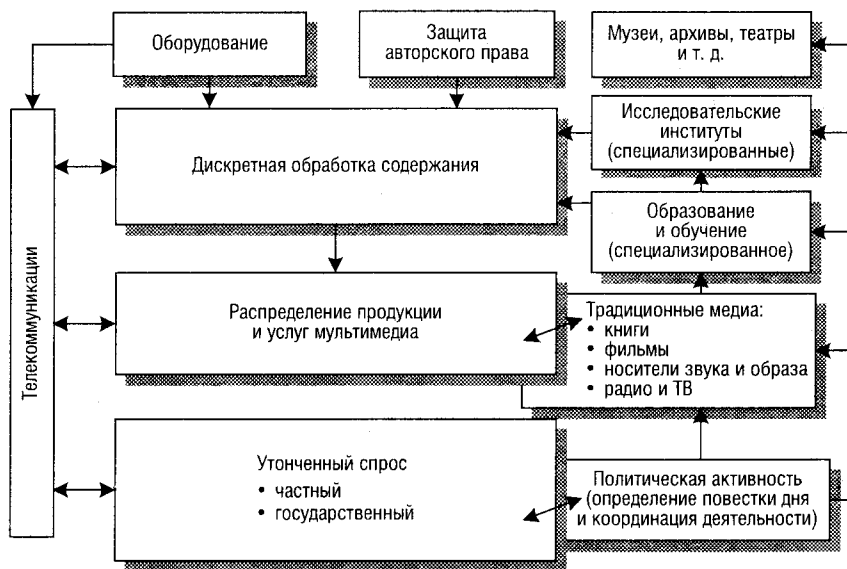 Оборудование
Защита
авторского права
Музеи, архивы, театры
и т. д.
Исследовательские
институты
(специализированные)
Дискретная обработка содержания
Образование
и обучение
(специализированное)
Телекоммуникации
Распределение продукции
и услуг мультимедиа
Традиционные медиа:
• книги
• фильмы
• носители звука и образа
• радио и ТВ
Утонченный спрос
• частный
• государственный
Политическая активность
(определение повестки дня
и координация деятельности)